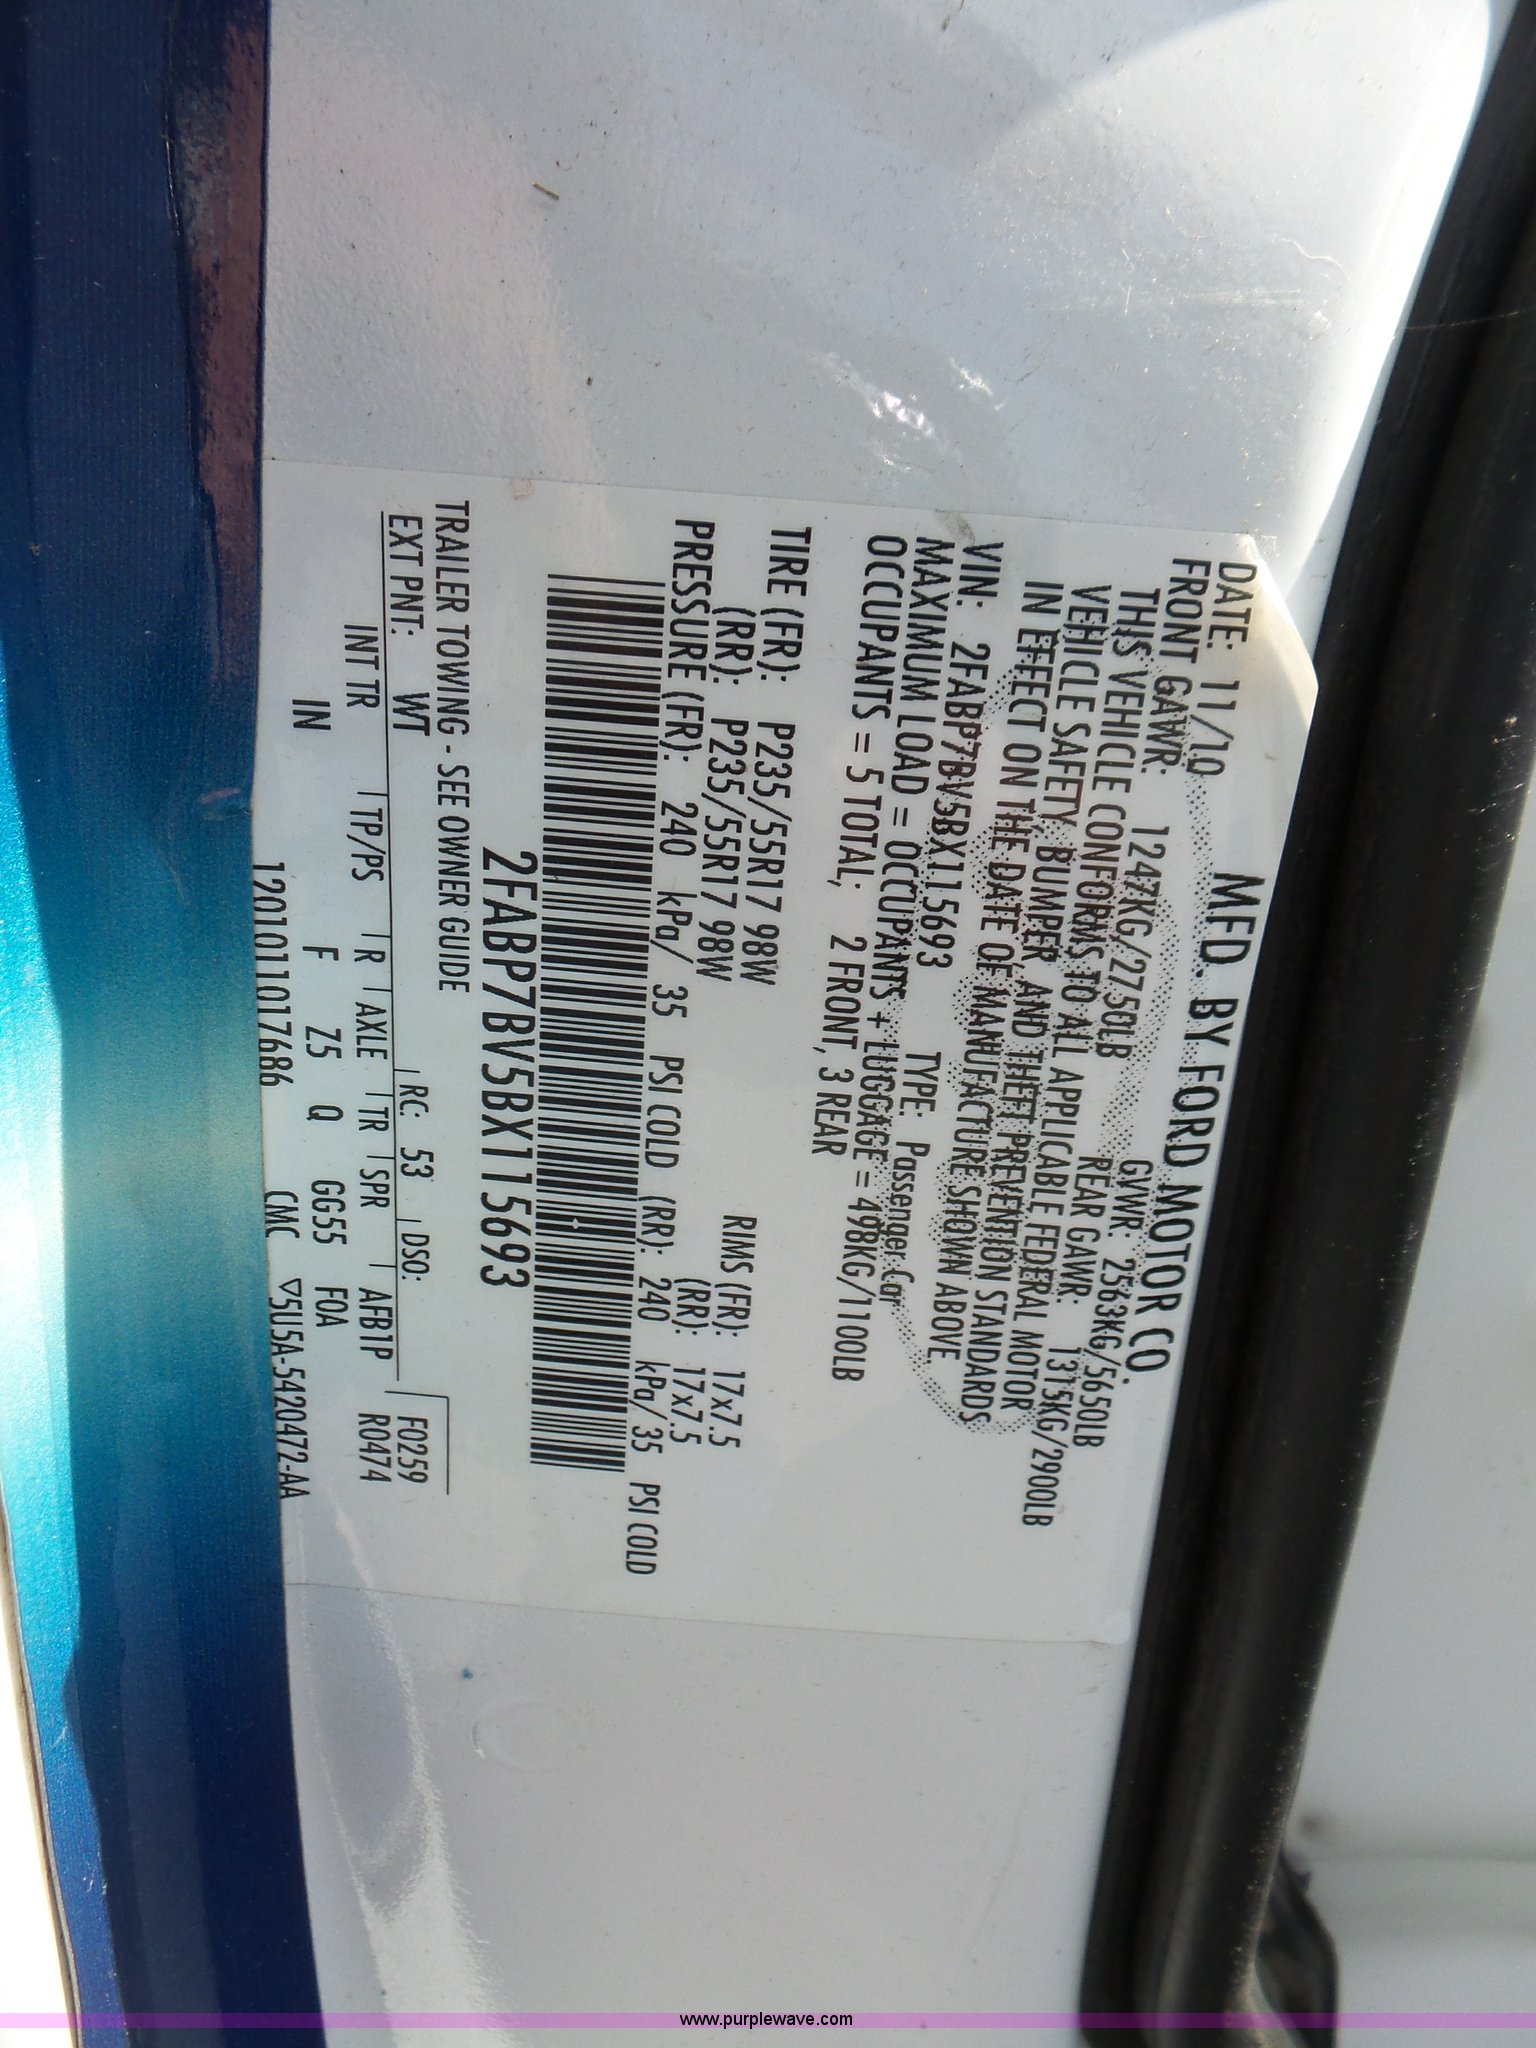 MFD. BY FORD MOTOR CO.
DATE: 11/10 GVWR: 2563KG/5650LB
FRONT GAWR: 1247KG/2750LB REAR GAWR: 1315KG/2900LB
THIS VEHICLE CONFORMS TO ALL APPLICABLE FEDERAL MOTOR
VEHICLE SAFETY, BUMPER, AND THEFT PREVENTION STANDARDS
IN EFFECT ON THE DATE OF MANUFACTURE SHOWN ABOVE.
VIN: 2FABP7BV5BX115693 TYPE: Passenger Car
MAXIMUM LOAD = OCCUPANTS + LUGGAGE = 498KG/1100LB
OCCUPANTS = 5 TOTAL; 2 FRONT, 3 REAR
TIRE (FR): P235/55R17 98W RIMS (FR): 17x7.5
(RR): P235/55R17 98W (RR): 17x7.5
PRESSURE (FR): 240 kPa/ 35 PSI COLD (RR): 240 kPa/ 35 PSI COLD
2FABP7BV5BX115693
TRAILER TOWING - SEE OWNER GUIDE
EXT PNT: WT RC: 53 DSO: F0259
R0474
INT TR TP/PS R AXLE TR SPR AFB1P
IN F Z5 Q GG55 F0A
1201011017686 CMC ▽5U5A-5420472-AA
www.purplewave.com